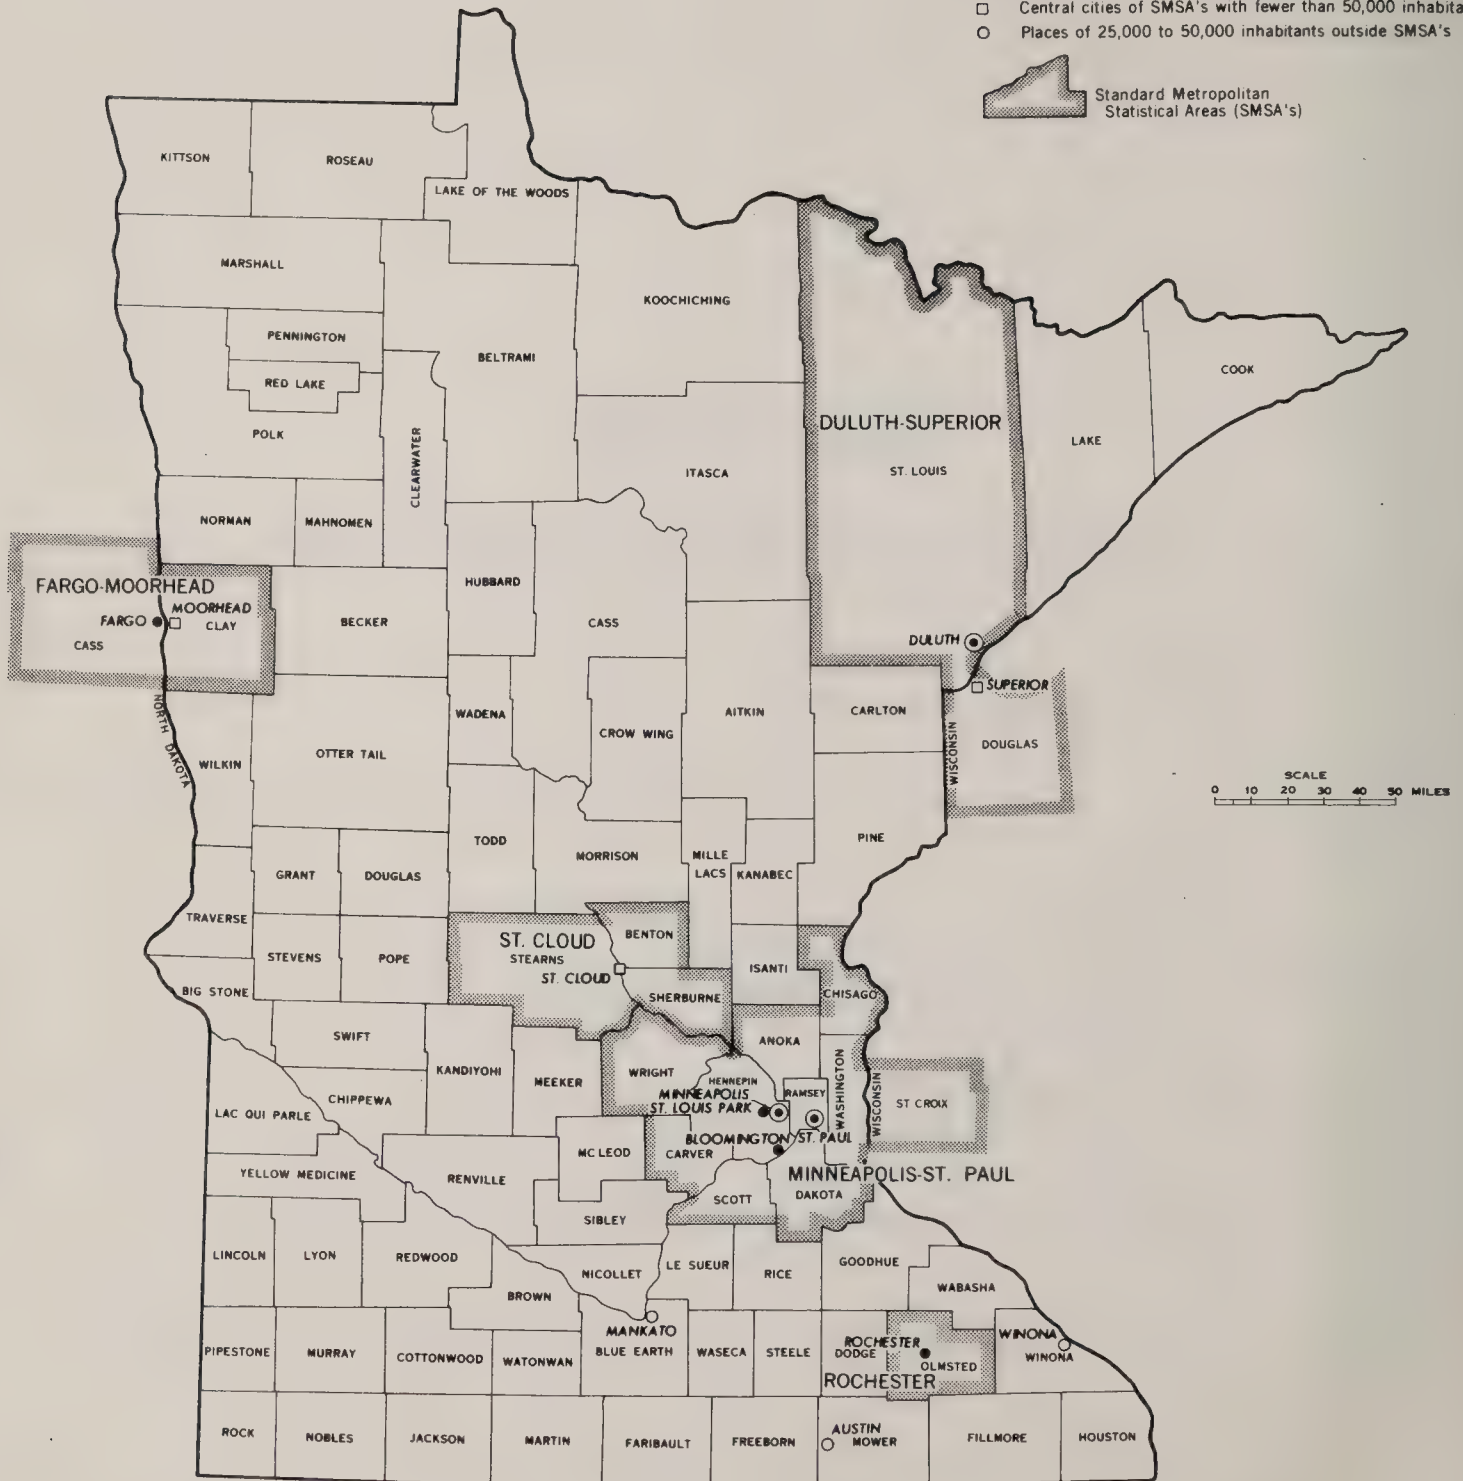 Central cities of SMSA's with fewer than 50,000 inhabita
Places of 25,000 to 50,000 inhabitants outside SMSA's
Standard Metropolitan
Statistical Areas (SMSA's)
KITTSON
ROSEAU
LAKE OF THE WOODS
MARSHALL
KOOCHICHING
PENNINGTON
BELTRAMI
RED LAKE
COOK
POLK
CLEARWATER
DULUTH-SUPERIOR
LAKE
ITASCA
ST. LOUIS
NORMAN
MAHNOMEN
FARGO-MOORHEAD
HUBBARD
MOORHEAD
FARGO
CLAY
BECKER
CASS
CASS
DULUTH
SUPERIOR
NORTH DAKOTA
WADENA
AITKIN
CARLTON
CROW WING
WISCONSIN
DOUGLAS
OTTER TAIL
WILKIN
SCALE
0 10 20 30 40 50 MILES
TODD
PINE
MORRISON
MILLE
LACS
KANABEC
GRANT
DOUGLAS
TRAVERSE
BENTON
ST. CLOUD
STEARNS
STEVENS
POPE
ISANTI
ST. CLOUD
BIG STONE
SHERBURNE
CHISAGO
SWIFT
ANOKA
KANDIYOHI
WRIGHT
MEEKER
HENNEPIN
RAMSEY
WASHINGTON
WISCONSIN
ST CROIX
CHIPPEWA
MINNEAPOLIS
ST. LOUIS PARK
LAC QUI PARLE
BLOOMINGTON
ST. PAUL
MC LEOD
CARVER
YELLOW MEDICINE
RENVILLE
MINNEAPOLIS-ST. PAUL
SCOTT
DAKOTA
SIBLEY
LINCOLN
LYON
REDWOOD
NICOLLET
LE SUEUR
RICE
GOODHUE
WABASHA
BROWN
MANKATO
ROCHESTER
WINONA
PIPESTONE
MURRAY
COTTONWOOD
WATONWAN
BLUE EARTH
WASECA
STEELE
DODGE
OLMSTED
WINONA
ROCHESTER
ROCK
NOBLES
JACKSON
MARTIN
FARIBAULT
FREEBORN
AUSTIN
MOWER
FILLMORE
HOUSTON